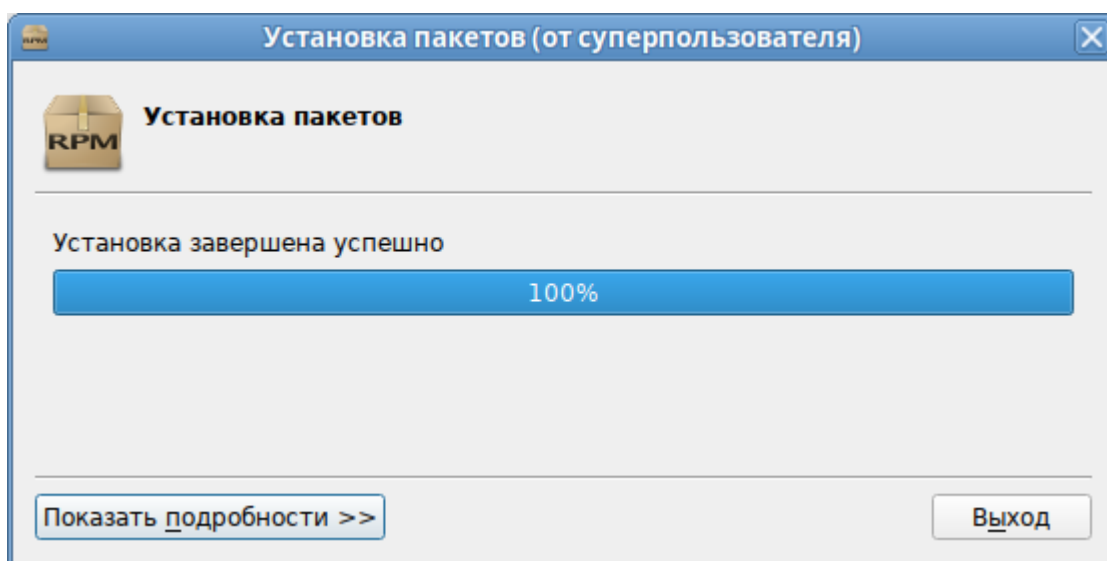 Установка пакетов (от суперпользователя)
RPM
Установка пакетов
Установка завершена успешно
100%
Показать подробности >>
Выход